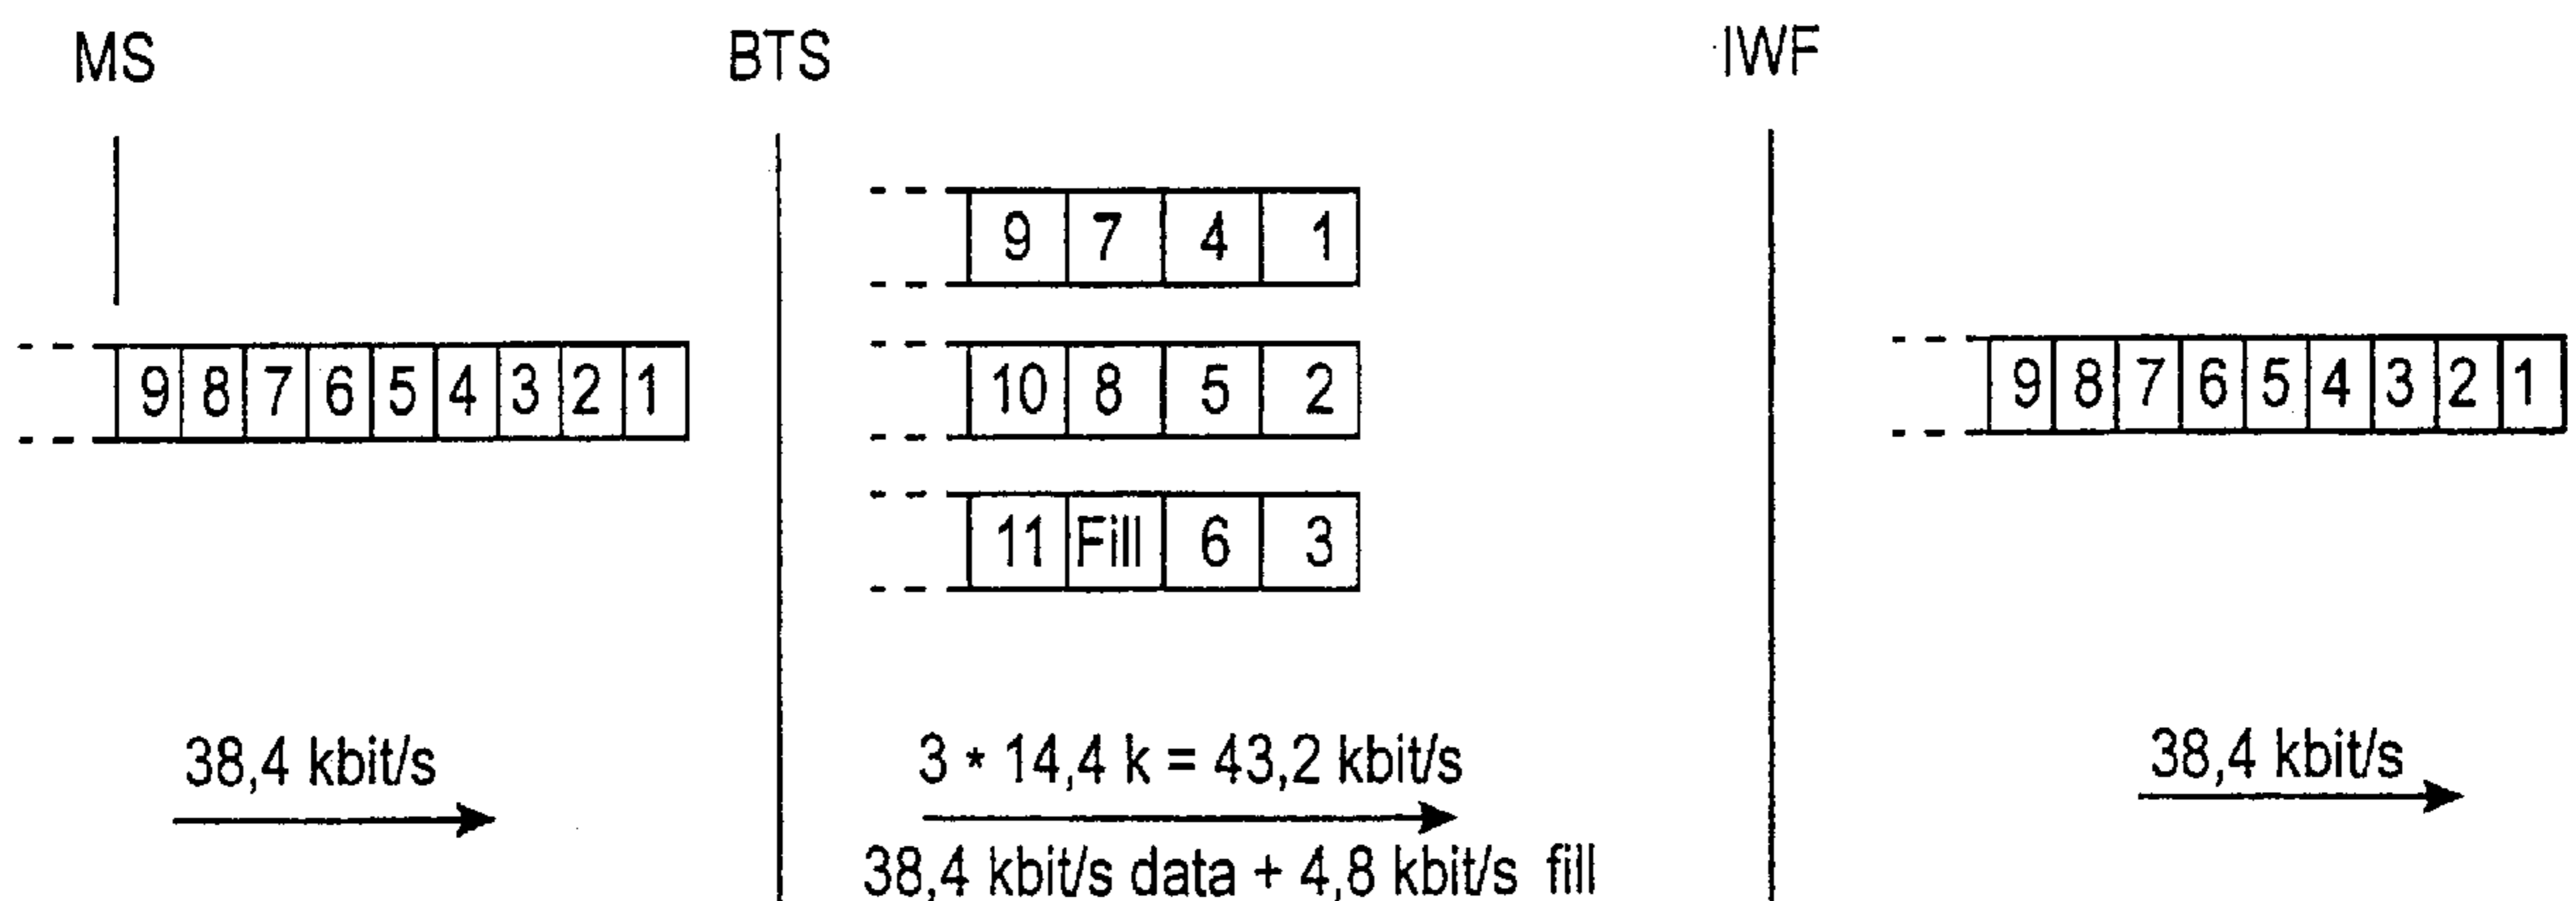 MS
BTS
IWF
9 7 4 1
9 8 7 6 5 4 3 2 1
10 8 5 2
9 8 7 6 5 4 3 2 1
11 Fill 6 3
38,4 kbit/s
3 * 14,4 k = 43,2 kbit/s
38,4 kbit/s data + 4,8 kbit/s fill
38,4 kbit/s